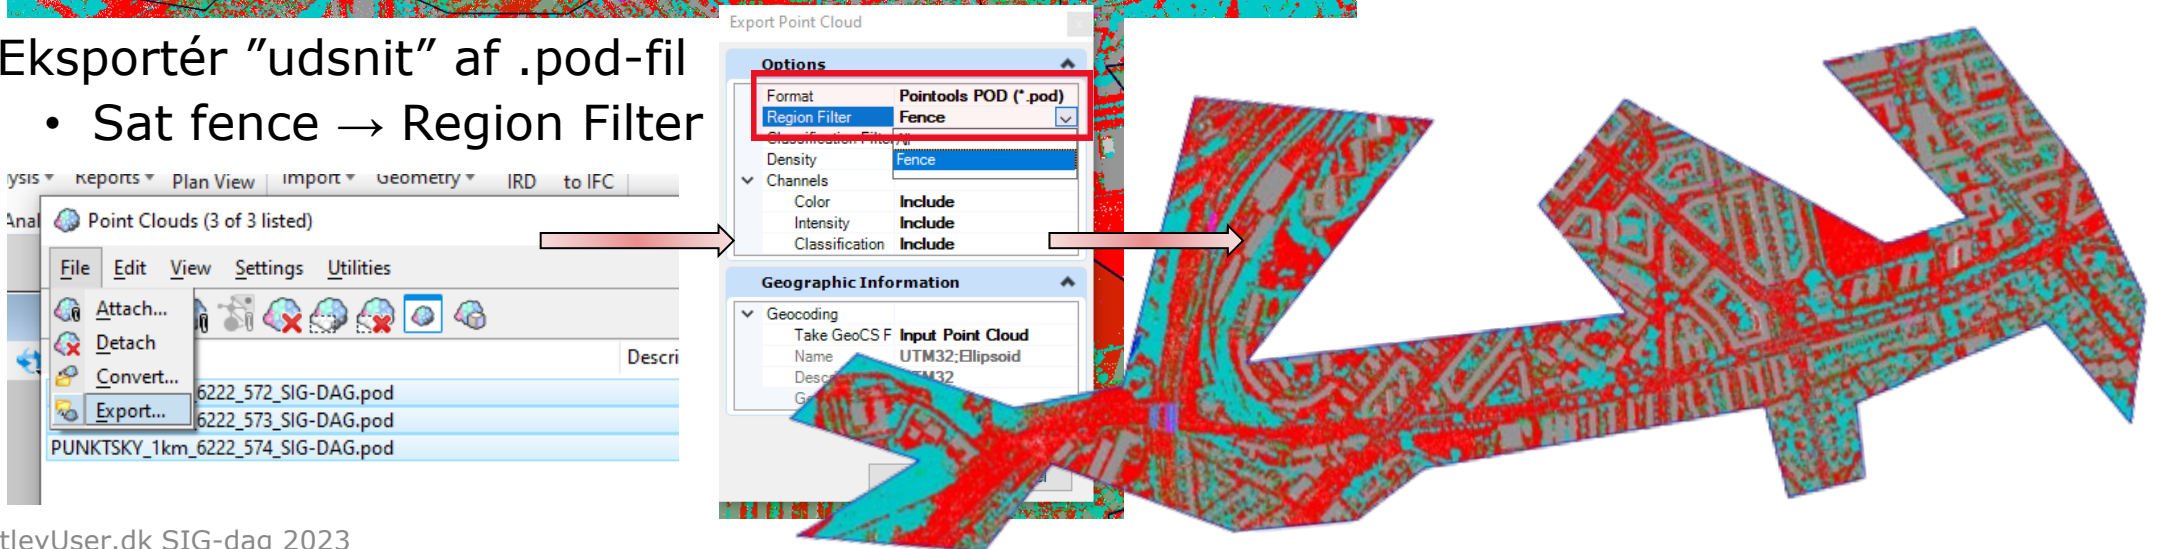 Eksportér ”udsnit” af .pod-fil
• Sat fence → Region Filter
Reports Plan View Import Geometry IRD to IFC
Point Clouds (3 of 3 listed)
File Edit View Settings Utilities
Attach...
Detach
Convert...
Export...
Descri
6222_572_SIG-DAG.pod
6222_573_SIG-DAG.pod
PUNKTSKY_1km_6222_574_SIG-DAG.pod
Export Point Cloud
Options
Format Pointools POD (*.pod)
Region Filter Fence
Classification Filter All
Density Fence
Channels
Color Include
Intensity Include
Classification Include
Geographic Information
Geocoding
Take GeoCS F Input Point Cloud
Name UTM32;Ellipsoid
Desc
tleyUser.dk SIG-dag 2023